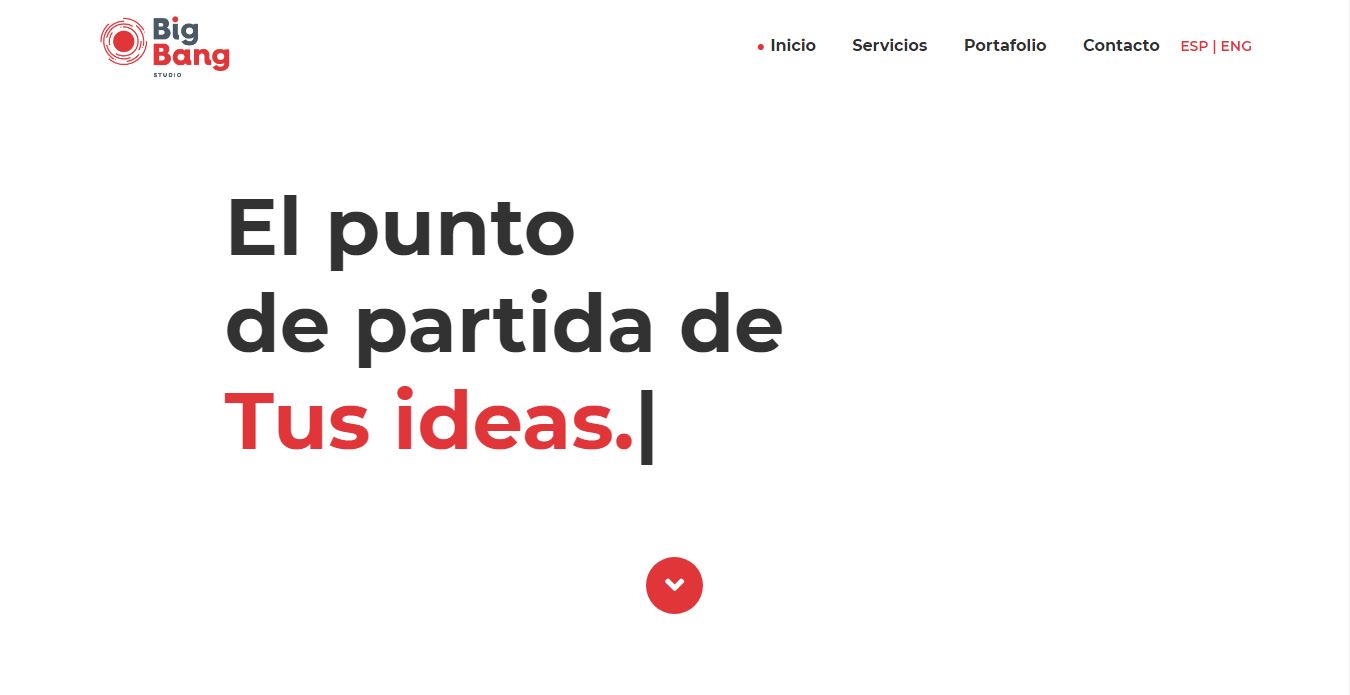 Big
Bang
STUDIO
Inicio Servicios Portafolio Contacto ESP | ENG
El punto
de partida de
Tus ideas.|